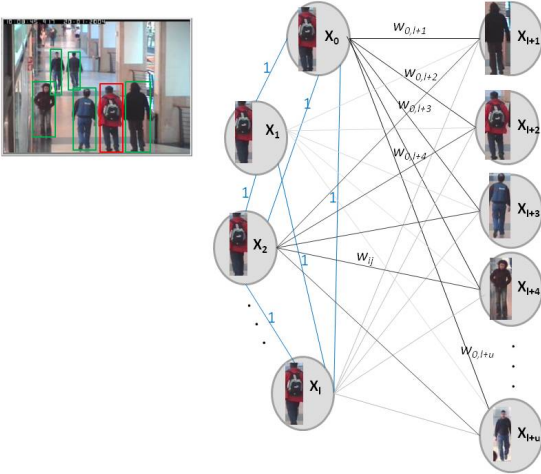 X0
W0,l+1
Xl+1
1
W0,l+2
1
W0,l+3
X1
Xl+2
W0,l+4
1
1
Xl+3
X2
Wij
Xl+4
1
W0,l+u
Xl
Xl+u